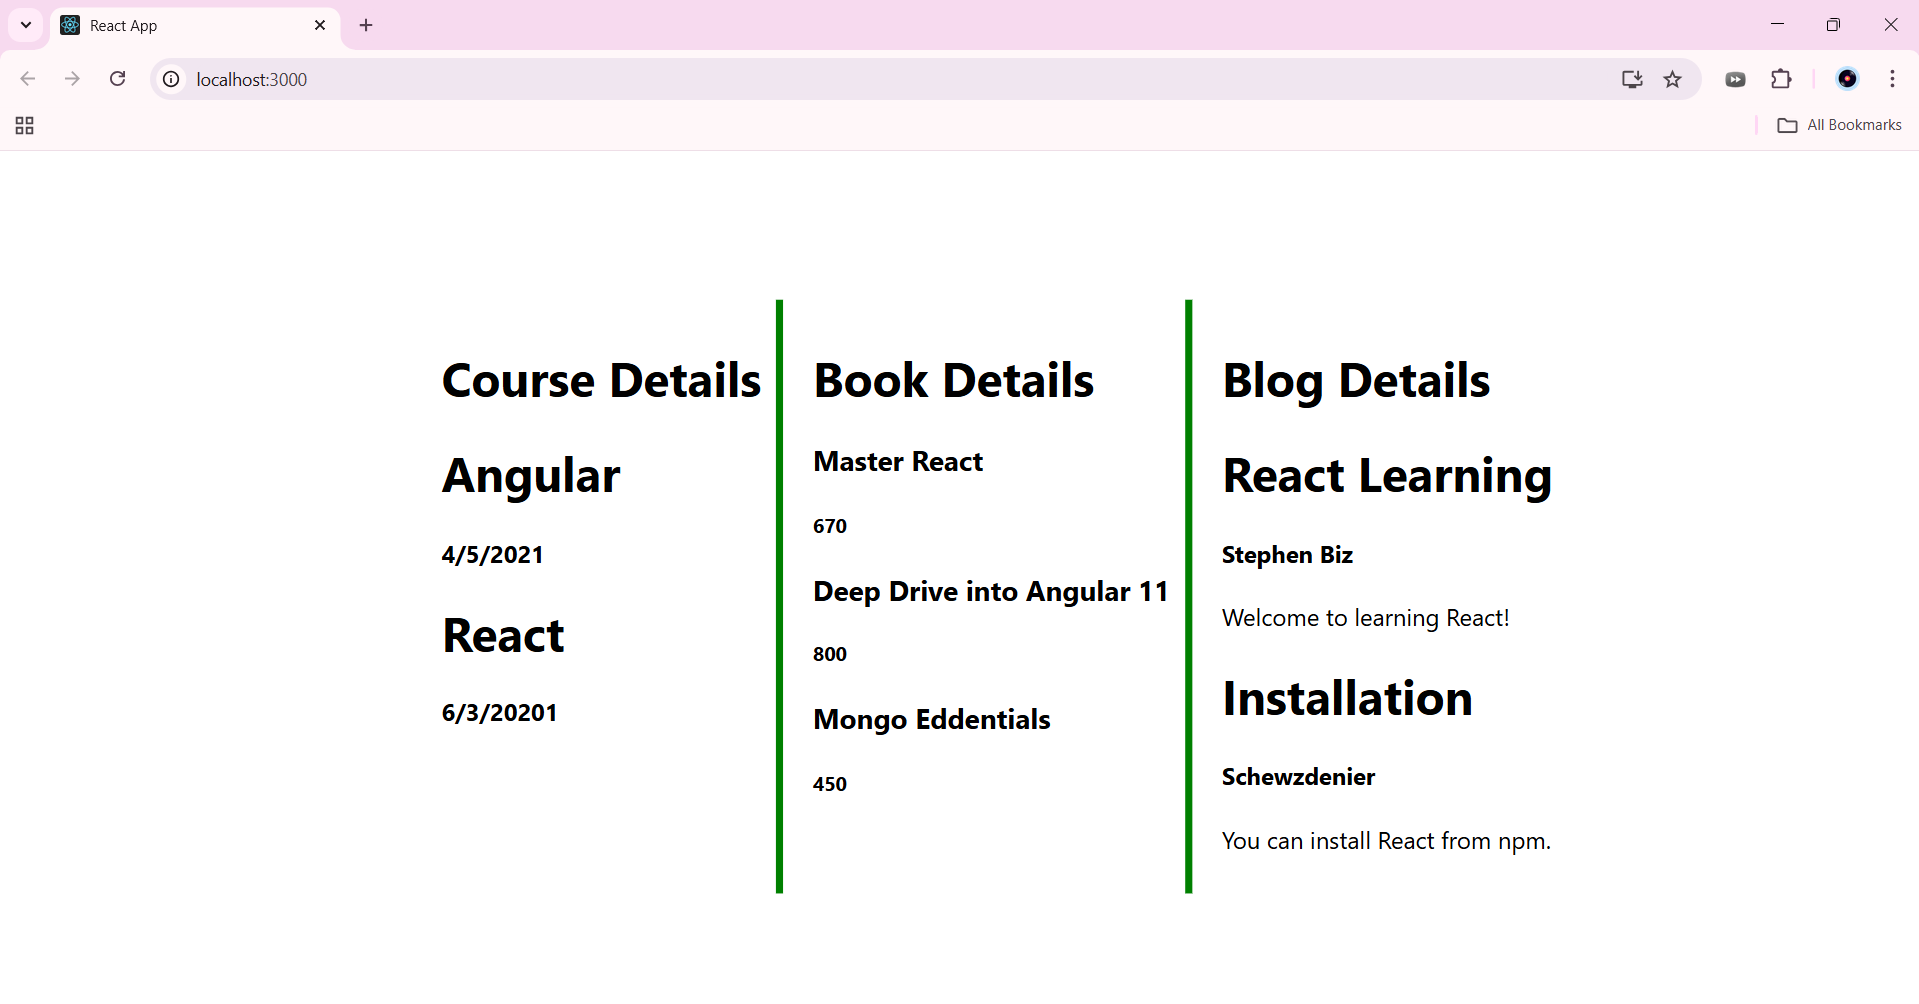 React App
localhost:3000
All Bookmarks
Course Details
Angular
4/5/2021
React
6/3/20201
Book Details
Master React
670
Deep Drive into Angular 11
800
Mongo Eddentials
450
Blog Details
React Learning
Stephen Biz
Welcome to learning React!
Installation
Schewzdenier
You can install React from npm.